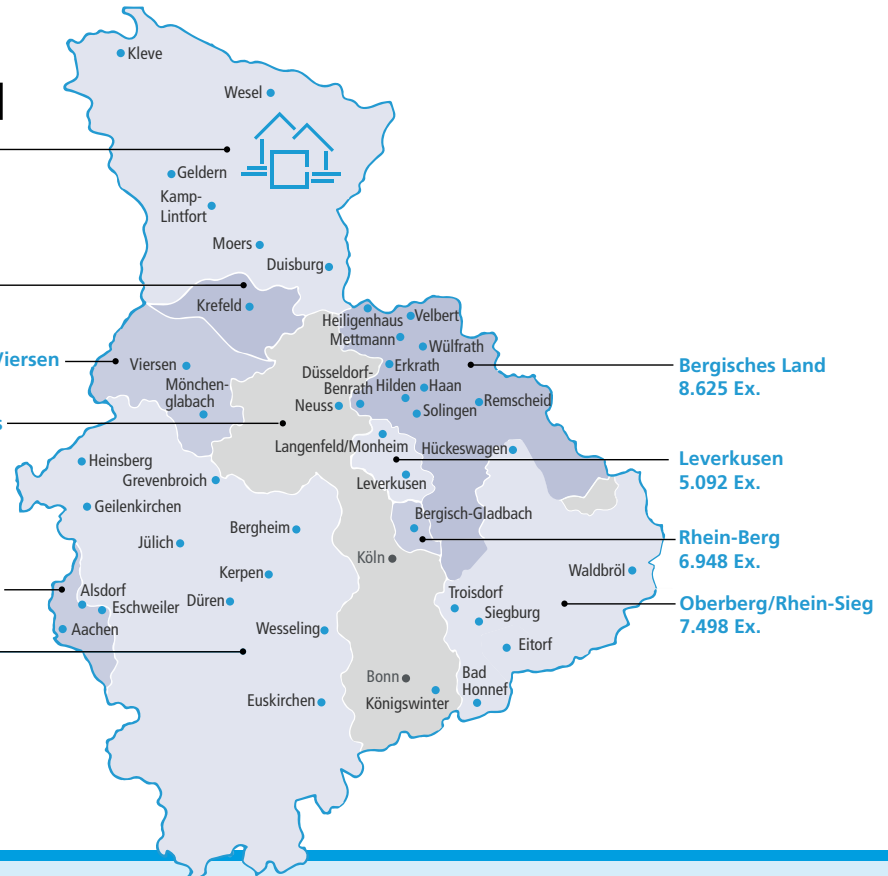 Kleve
Wesel
Geldern
Kamp-
Lintfort
Moers
Duisburg
Krefeld
Heiligenhaus
Velbert
Mettmann
Wülfrath
Viersen
Viersen
Erkrath
Bergisches Land
8.625 Ex.
Düsseldorf-
Benrath
Hilden
Haan
Mönchen-
glabbach
Neuss
Solingen
Remscheid
s
Langenfeld/Monheim
Hückeswagen
Leverkusen
5.092 Ex.
Heinsberg
Grevenbroich
Leverkusen
Geilenkirchen
Bergisch-Gladbach
Bergheim
Jülich
Rhein-Berg
6.948 Ex.
Köln
Kerpen
Waldbröl
Alsdorf
Eschweiler
Düren
Troisdorf
Siegburg
Oberberg/Rhein-Sieg
7.498 Ex.
Aachen
Wesseling
Eitorf
Bonn
Bad
Honnef
Königswinter
Euskirchen